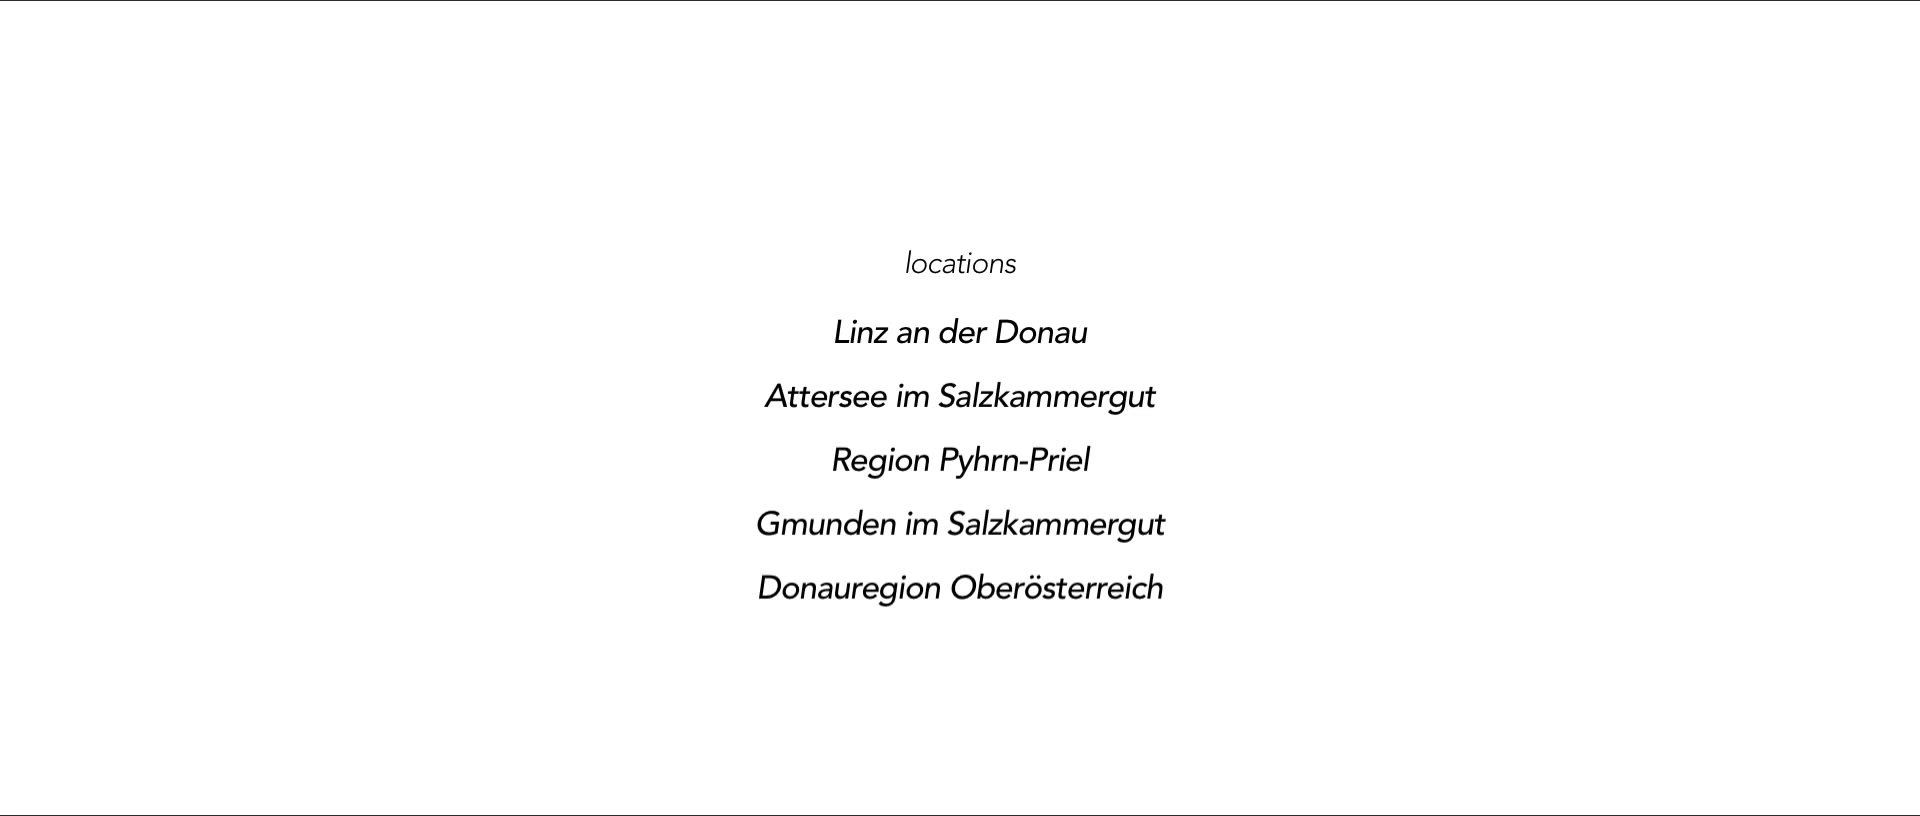 locations
Linz an der Donau
Attersee im Salzkammergut
Region Pyhrn-Priel
Gmunden im Salzkammergut
Donauregion Oberösterreich